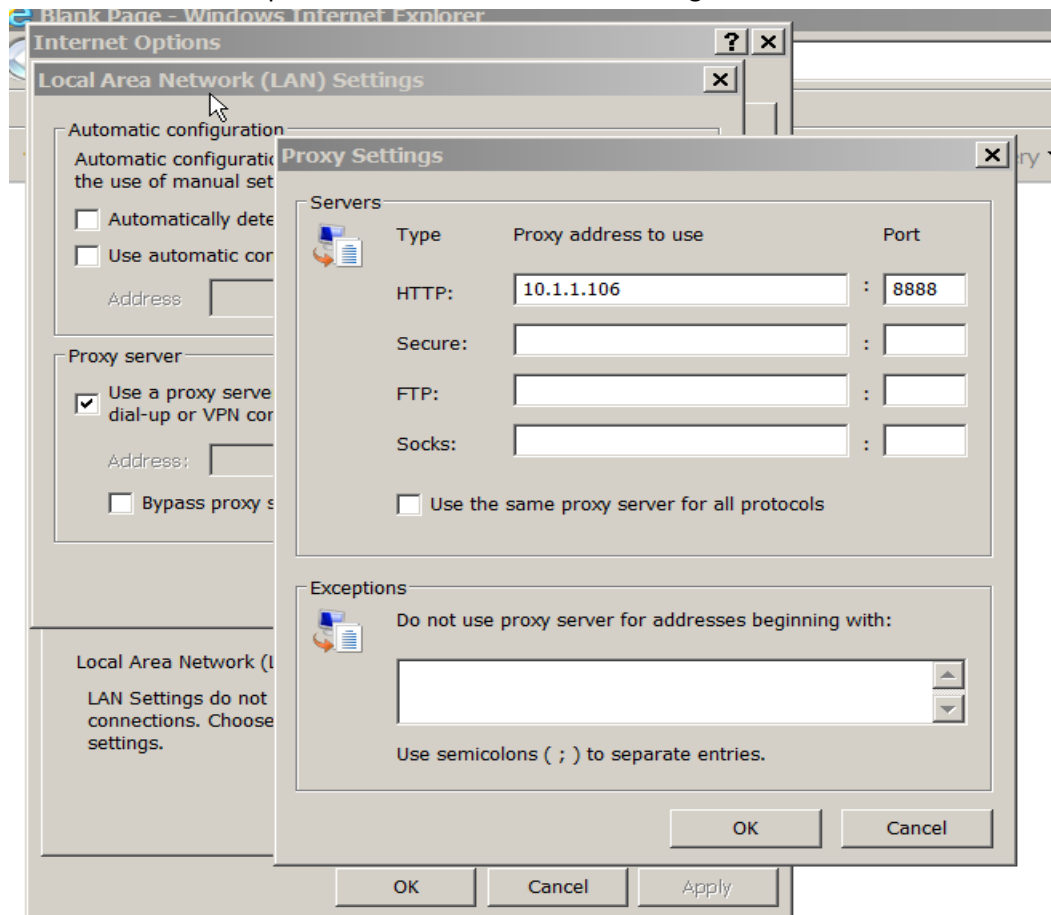 Blank Page - Windows Internet Explorer
Internet Options
Local Area Network (LAN) Settings
Automatic configuration
Automatic configuratio
the use of manual set
Automatically dete
Use automatic cor
Address
Proxy server
Use a proxy serve
dial-up or VPN cor
Address:
Bypass proxy s
Proxy Settings
Servers
Type Proxy address to use Port
HTTP: 10.1.1.106 : 8888
Secure: :
FTP: :
Socks: :
Use the same proxy server for all protocols
Exceptions
Do not use proxy server for addresses beginning with:
Use semicolons ( ; ) to separate entries.
OK Cancel
Local Area Network (L
LAN Settings do not
connections. Choose
settings.
OK Cancel Apply